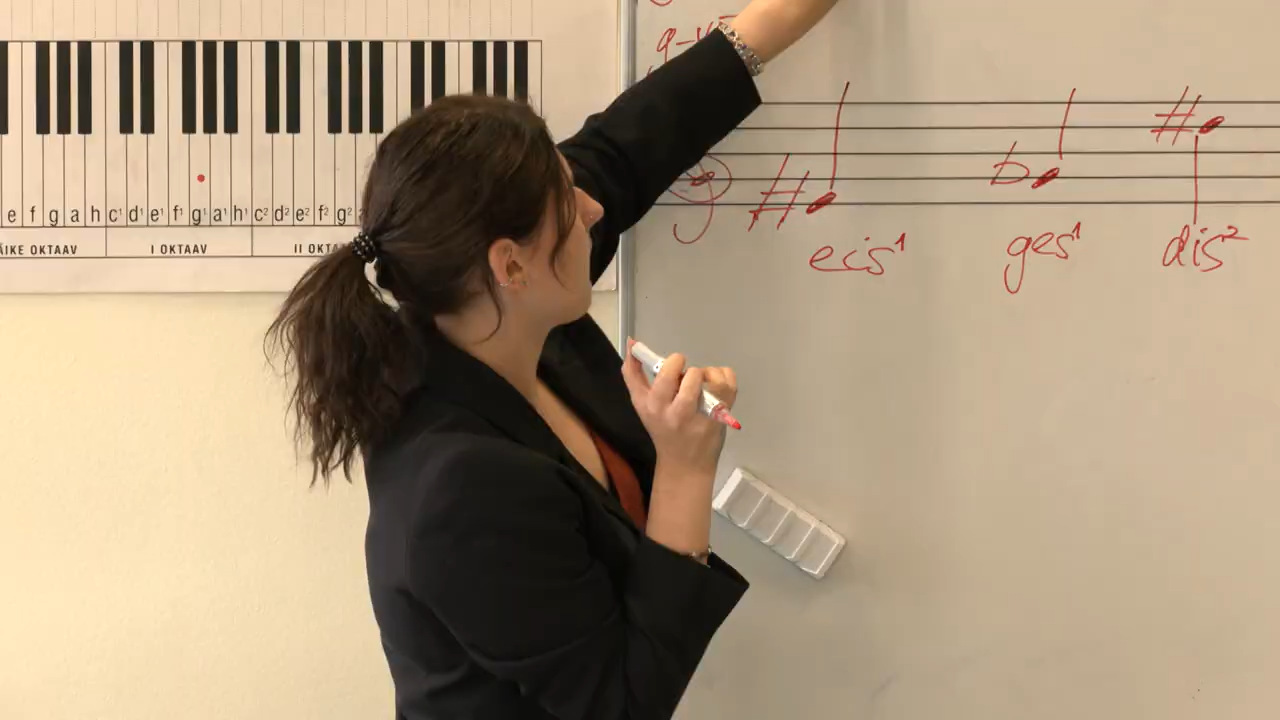 e f g a h c¹ d¹ e¹ f¹ g¹ a¹ h¹ c² d² e² f² g²
ÄIKE OKTAAV I OKTAAV II OKTA
eis¹ ges¹ dis²